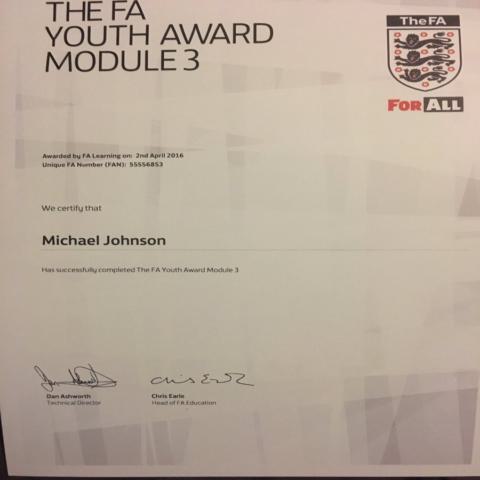 THE FA
YOUTH AWARD
MODULE 3
The FA
FOR ALL
Awarded by FA Learning on: 2nd April 2016
Unique FA Number (FAN): 55556853
We certify that
Michael Johnson
Has successfully completed The FA Youth Award Module 3
Dan Ashworth
Technical Director
Chris Earle
Head of FA Education